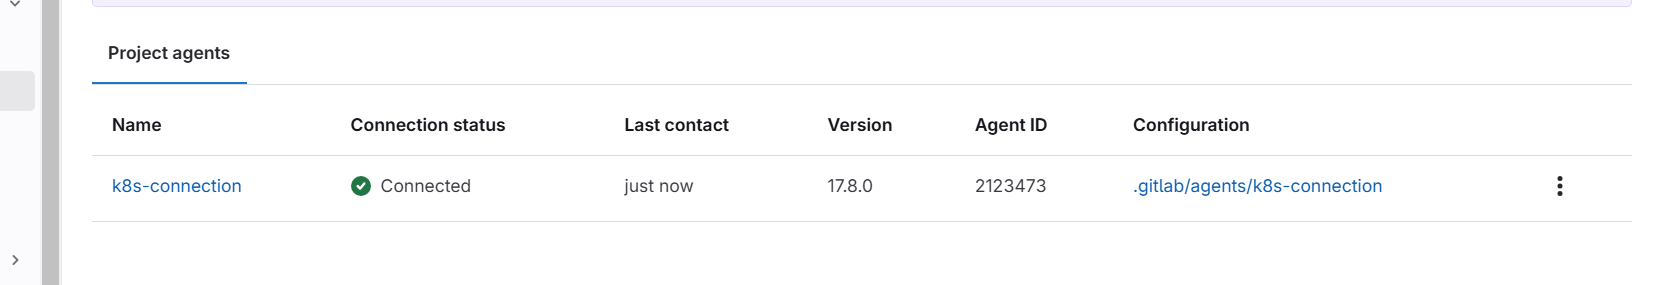 Project agents
Name Connection status Last contact Version Agent ID Configuration
k8s-connection Connected just now 17.8.0 2123473 .gitlab/agents/k8s-connection